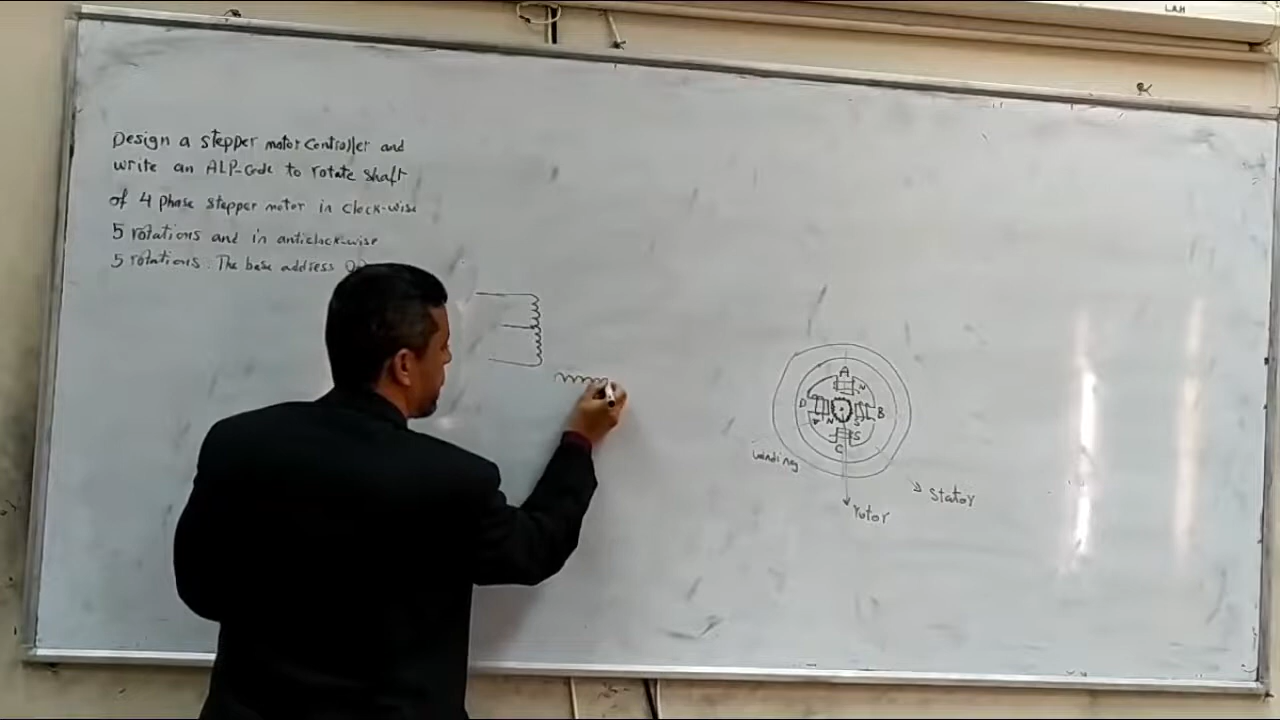 Design a stepper motor Controller and
write an ALP-Code to rotate shaft
of 4 phase stepper motor in clock-wise
5 rotations and in anticlock-wise
5 rotations. The base address
A
N
D
B
N
S
S
C
winding
stator
rotor
LAH